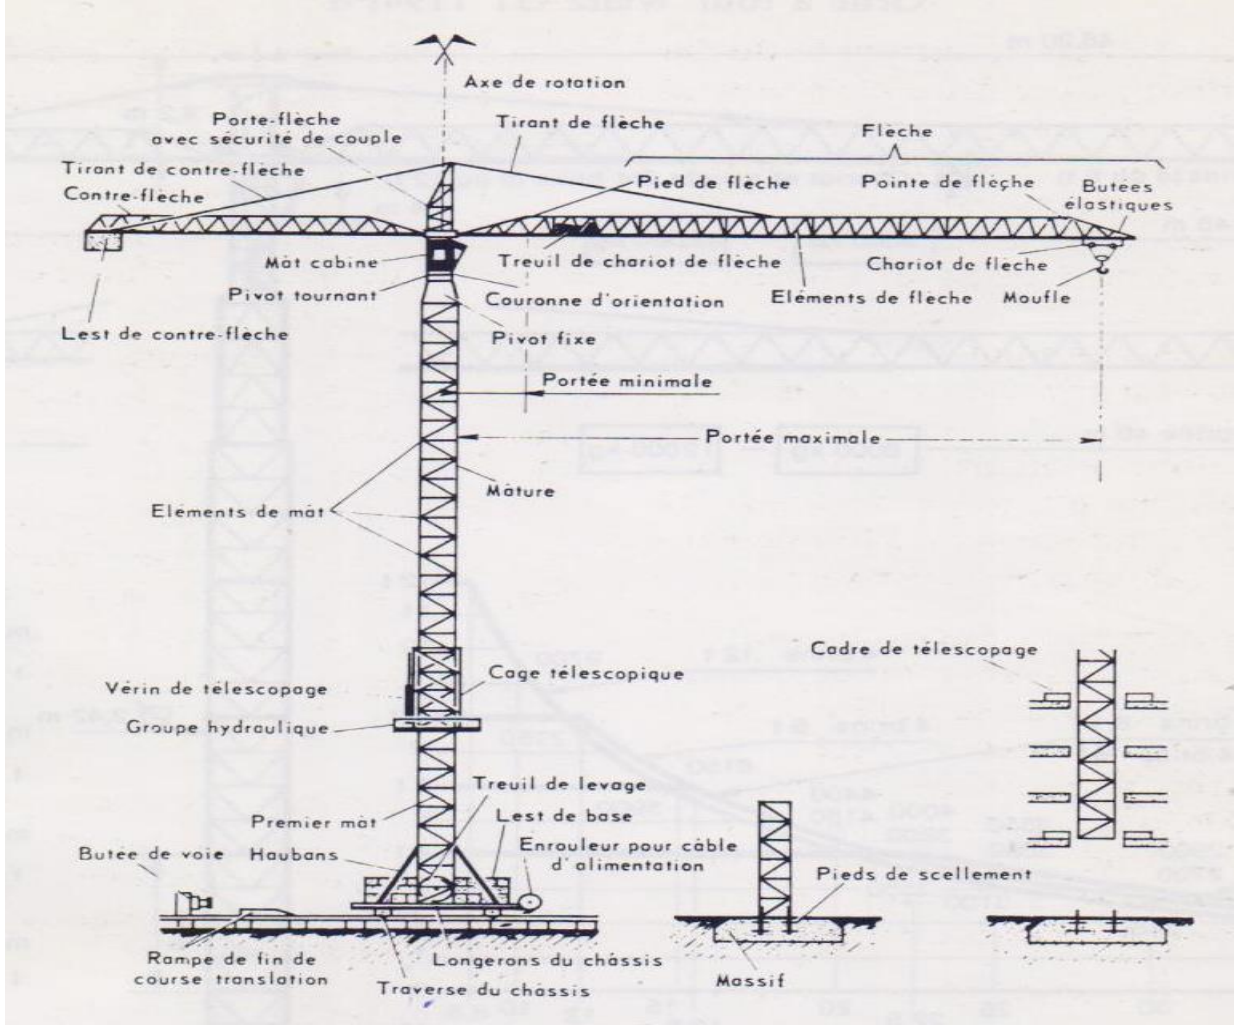 Axe de rotation
Porte-flèche
avec sécurité de couple
Tirant de flèche
Flèche
Tirant de contre-flèche
Contre-flèche
Pied de flèche
Pointe de flèche
Butées
élastiques
Mât cabine
Treuil de chariot de flèche
Chariot de flèche
Pivot tournant
Couronne d'orientation
Eléments de flèche
Moufle
Lest de contre-flèche
Pivot fixe
Portée minimale
Portée maximale
Mâture
Eléments de mât
Cadre de télescopage
Cage télescopique
Vérin de télescopage
Groupe hydraulique
Treuil de levage
Premier mât
Lest de base
Enrouleur pour câble
d'alimentation
Butée de voie
Haubans
Pieds de scellement
Rampe de fin de
course translation
Longerons du châssis
Traverse du châssis
Massif